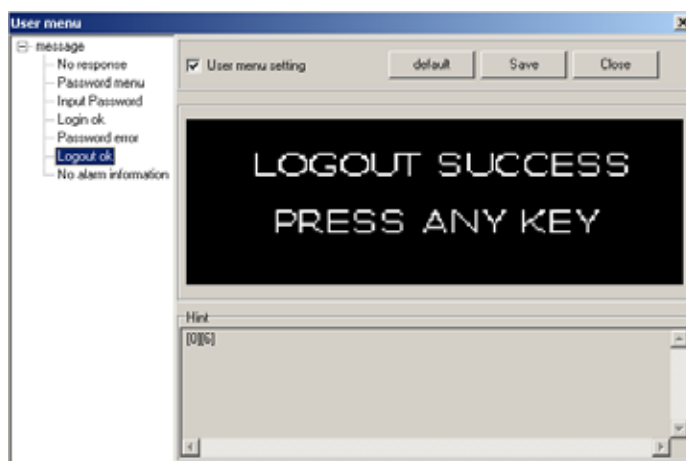 User menu
message
No response
Password menu
Input Password
Login ok
Password error
Logout ok
No alarm information
User menu setting
default
Save
Close
LOGOUT SUCCESS
PRESS ANY KEY
Hint
[0][6]